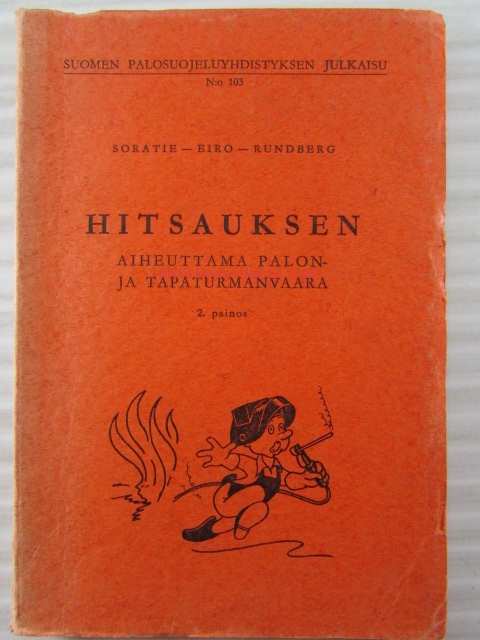 SUOMEN PALOSUOJELUYHDISTYKSEN JULKAISU
N:o 103
SORATIE — EIRO — RUNDBERG
HITSAUKSEN
AIHEUTTAMA PALON-
JA TAPATURMANVAARA
2. painos